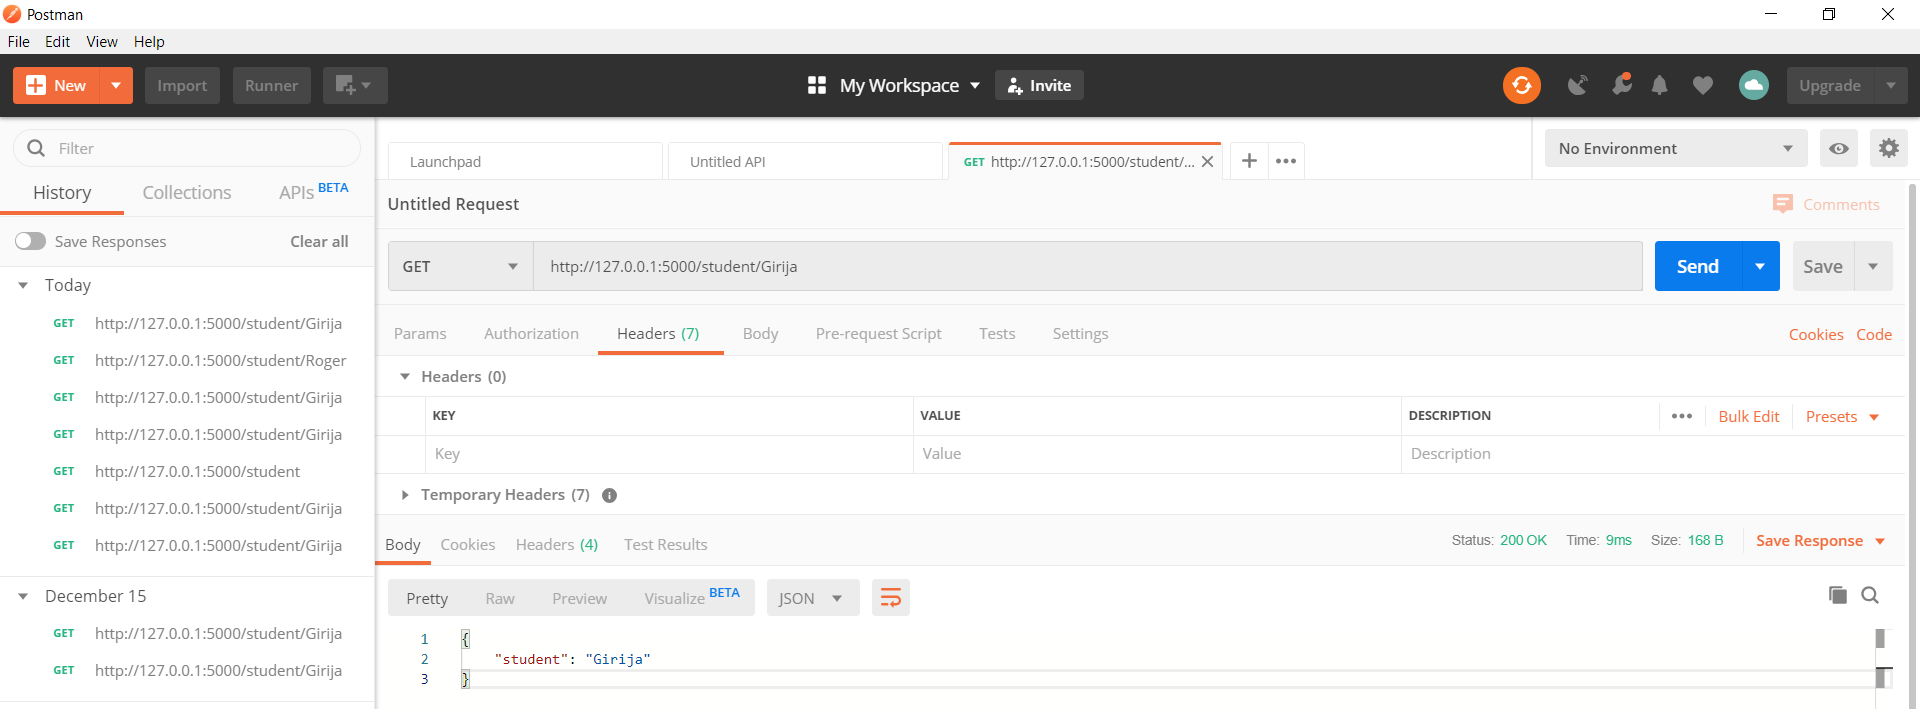 Postman
File Edit View Help
New Import Runner My Workspace Invite Upgrade
Filter
History Collections APIs BETA
Save Responses Clear all
Today
GET http://127.0.0.1:5000/student/Girija
GET http://127.0.0.1:5000/student/Roger
GET http://127.0.0.1:5000/student/Girija
GET http://127.0.0.1:5000/student/Girija
GET http://127.0.0.1:5000/student
GET http://127.0.0.1:5000/student/Girija
GET http://127.0.0.1:5000/student/Girija
December 15
GET http://127.0.0.1:5000/student/Girija
GET http://127.0.0.1:5000/student/Girija
Launchpad Untitled API GET http://127.0.0.1:5000/student/... No Environment
Untitled Request Comments
GET http://127.0.0.1:5000/student/Girija Send Save
Params Authorization Headers (7) Body Pre-request Script Tests Settings Cookies Code
Headers (0)
KEY VALUE DESCRIPTION Bulk Edit Presets
Key Value Description
Temporary Headers (7)
Body Cookies Headers (4) Test Results Status: 200 OK Time: 9ms Size: 168 B Save Response
Pretty Raw Preview Visualize BETA JSON
1 {
2 "student": "Girija"
3 }